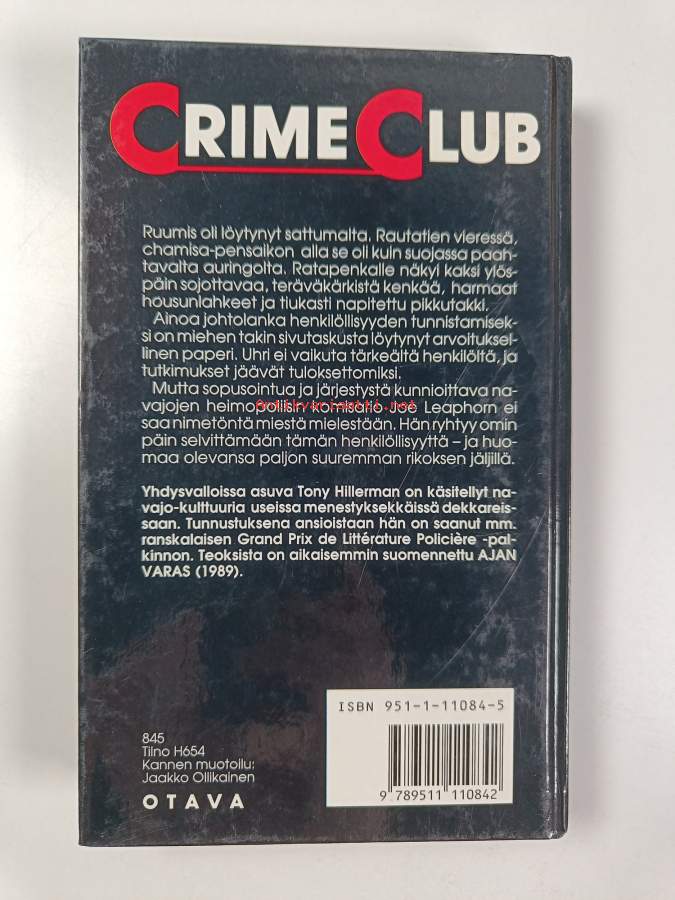 CRIME CLUB
Ruumis oli löytynyt sattumalta. Rautatien vieressä,
chamisa-pensaikon alla se oli kuin suojassa paah-
tavalta auringolta. Ratapenkalle näkyi kaksi ylös-
päin sojottavaa, teräväkärkistä kenkää, harmaat
housunlahkeet ja tiukasti napitettu pikkutakki.
Ainoa johtolanka henkilöllisyyden tunnistamisek-
si on miehen takin sivutaskusta löytynyt arvoituksel-
linen paperi. Uhri ei vaikuta tärkeältä henkilöltä, ja
tutkimukset jäävät tuloksettomiksi.
Mutta sopusointua ja järjestystä kunnioittava na-
vajojen heimopoliisin komisario Joe Leaphorn ei
saa nimetöntä miestä mielestään. Hän ryhtyy omin
päin selvittämään tämän henkilöllisyyttä – ja huo-
maa olevansa paljon suuremman rikoksen jäljillä.
Yhdysvalloissa asuva Tony Hillerman on käsitellyt na-
vajo-kulttuuria useissa menestyksekkäissä dekkareis-
saan. Tunnustuksena ansioistaan hän on saanut mm.
ranskalaisen Grand Prix de Littérature Policière -pal-
kinnon. Teoksista on aikaisemmin suomennettu AJAN
VARAS (1989).
ISBN 951-1-11084-5
9 789511 110842
845
Tilno H654
Kannen muotoilu:
Jaakko Ollikainen
OTAVA